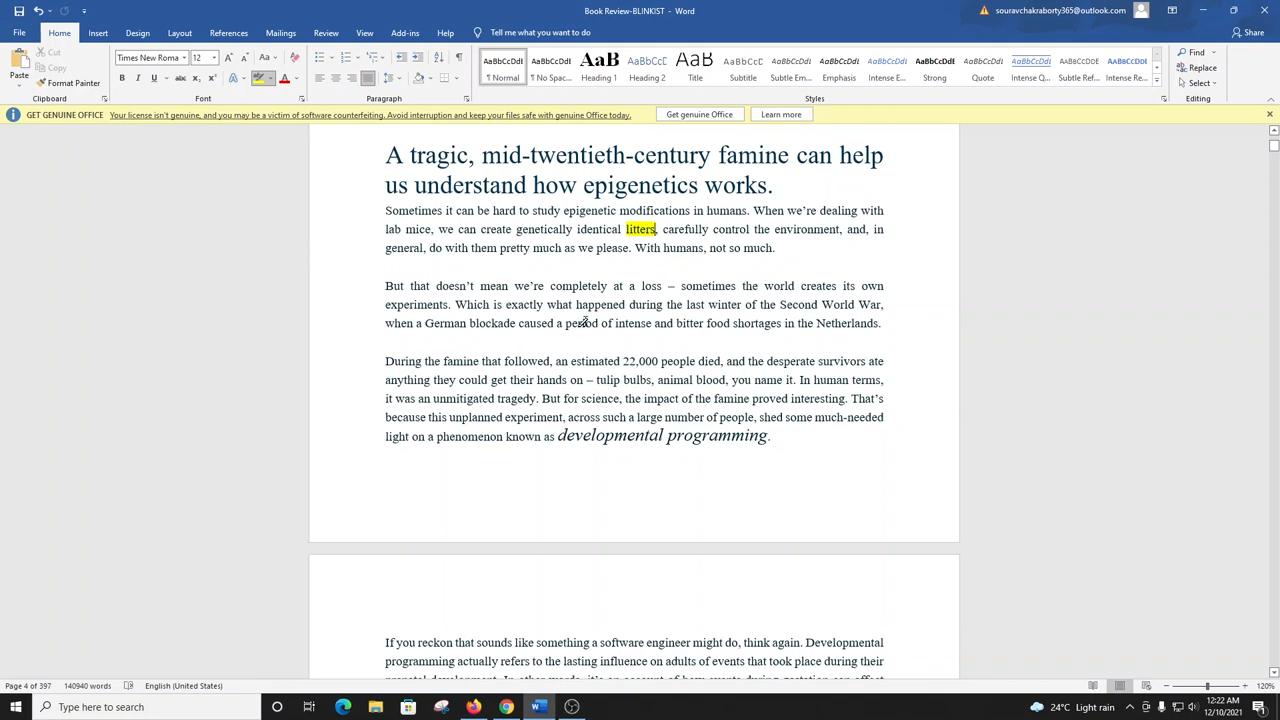 Book Review-BLINKIST - Word
souravchakraborty365@outlook.com
File Home Insert Design Layout References Mailings Review View Help Tell me what you want to do Share
Paste Cut Copy Format Painter
Times New Roma 12
AaBbCcDdI AaBbCcDdI AaB AaBbCcD AaB AaBbCcD AaBbCcDdI AaBbCcDdI AaBbCcDdI AaBbCcDdI AaBbCcDdI AaBbCcDdI AaBbCcDdI AaBbCcDdI
¶ Normal ¶ No Spac... Heading 1 Heading 2 Title Subtitle Subtle Em... Emphasis Intense E... Strong Quote Intense Q... Subtle Ref... Intense Re...
Find Replace Select
Clipboard Font Paragraph Styles Editing
GET GENUINE OFFICE Your license isn't genuine, and you may be a victim of software counterfeiting. Avoid interruption and keep your files safe with genuine Office today. Get genuine Office Learn more
A tragic, mid-twentieth-century famine can help
us understand how epigenetics works.
Sometimes it can be hard to study epigenetic modifications in humans. When we're dealing with
lab mice, we can create genetically identical litters, carefully control the environment, and, in
general, do with them pretty much as we please. With humans, not so much.
But that doesn't mean we're completely at a loss – sometimes the world creates its own
experiments. Which is exactly what happened during the last winter of the Second World War,
when a German blockade caused a period of intense and bitter food shortages in the Netherlands.
During the famine that followed, an estimated 22,000 people died, and the desperate survivors ate
anything they could get their hands on – tulip bulbs, animal blood, you name it. In human terms,
it was an unmitigated tragedy. But for science, the impact of the famine proved interesting. That's
because this unplanned experiment, across such a large number of people, shed some much-needed
light on a phenomenon known as developmental programming.
If you reckon that sounds like something a software engineer might do, think again. Developmental
programming actually refers to the lasting influence on adults of events that took place during their
Page 4 of 397 140940 words English (United States) 120%
Type here to search 24°C Light rain 12:22 AM
12/10/2021